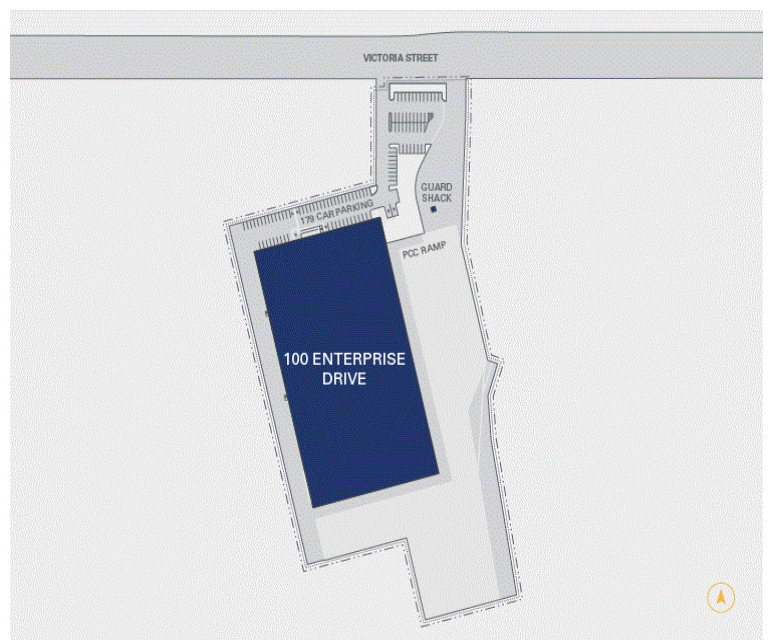 VICTORIA STREET
GUARD
SHACK
179 CAR PARKING
PCC RAMP
100 ENTERPRISE
DRIVE